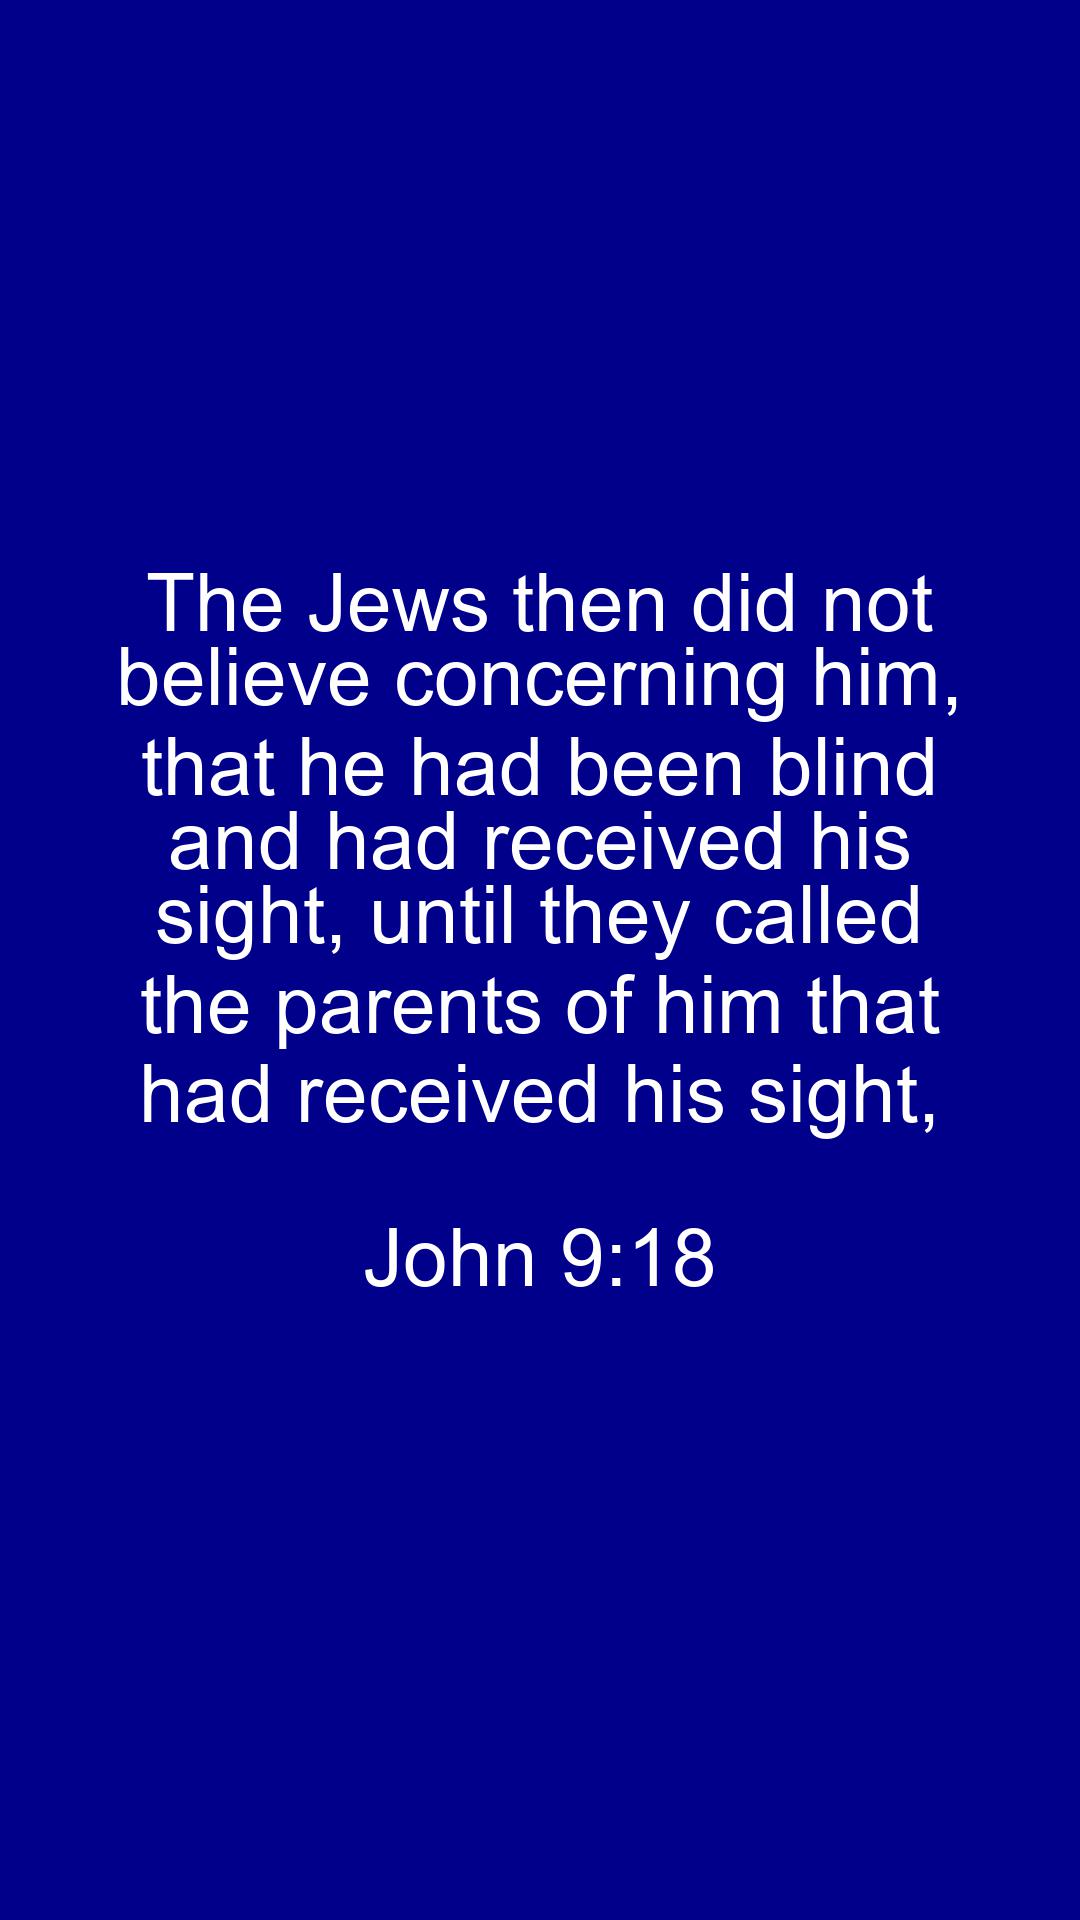 The Jews then did not
believe concerning him,
that he had been blind
and had received his
sight, until they called
the parents of him that
had received his sight,
John 9:18